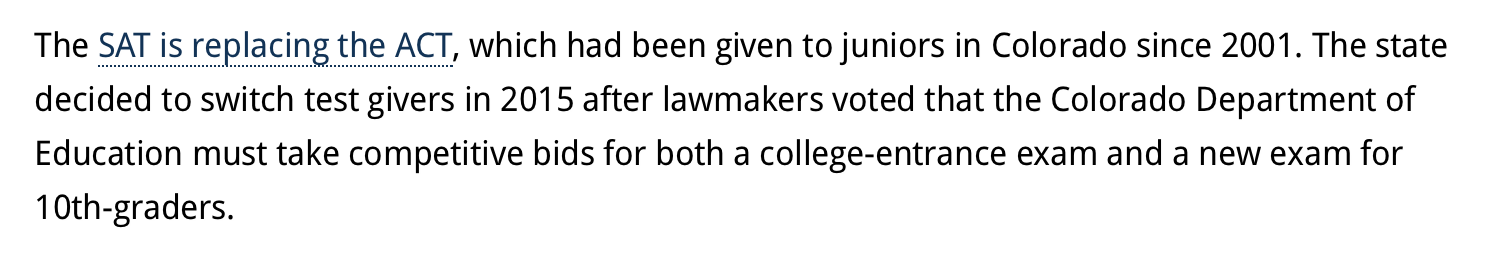 The SAT is replacing the ACT, which had been given to juniors in Colorado since 2001. The state
decided to switch test givers in 2015 after lawmakers voted that the Colorado Department of
Education must take competitive bids for both a college-entrance exam and a new exam for
10th-graders.